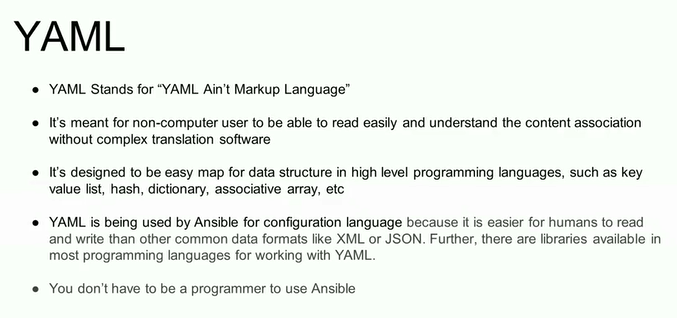 YAML
● YAML Stands for “YAML Ain’t Markup Language”
● It’s meant for non-computer user to be able to read easily and understand the content association
without complex translation software
● It’s designed to be easy map for data structure in high level programming languages, such as key
value list, hash, dictionary, associative array, etc
● YAML is being used by Ansible for configuration language because it is easier for humans to read
and write than other common data formats like XML or JSON. Further, there are libraries available in
most programming languages for working with YAML.
● You don’t have to be a programmer to use Ansible